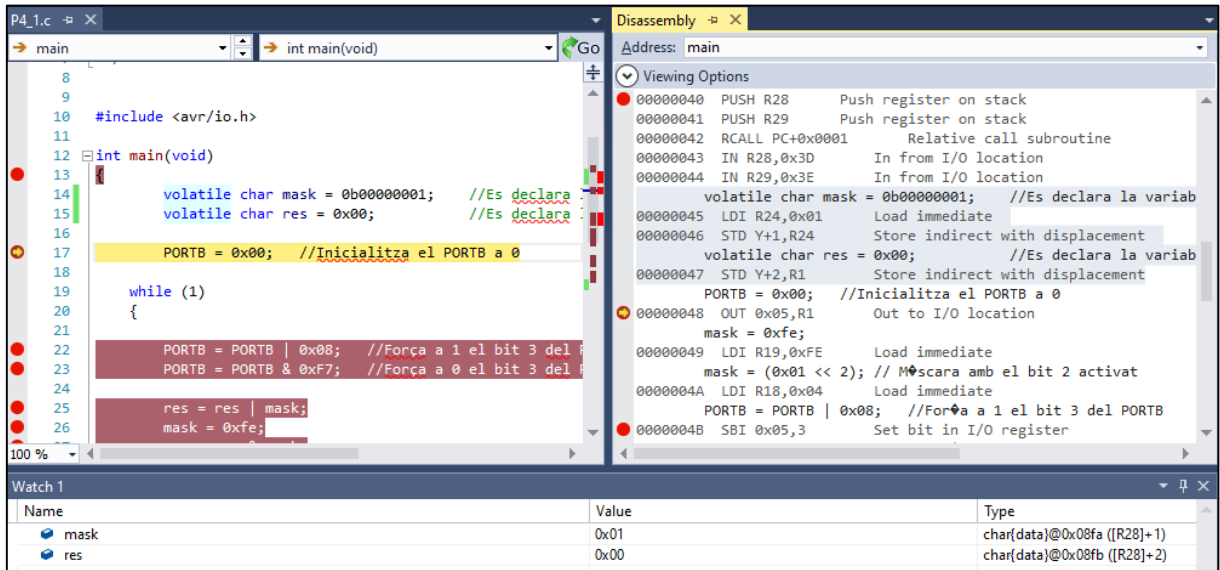 P4_1.c
main
int main(void)
Go
8
9
10 #include <avr/io.h>
11
12 int main(void)
13 {
14 volatile char mask = 0b00000001; //Es declara
15 volatile char res = 0x00; //Es declara
16
17 PORTB = 0x00; //Inicialitza el PORTB a 0
18
19 while (1)
20 {
21
22 PORTB = PORTB | 0x08; //Força a 1 el bit 3 del
23 PORTB = PORTB & 0xF7; //Força a 0 el bit 3 del
24
25 res = res | mask;
26 mask = 0xfe;
100 %
Disassembly
Address: main
Viewing Options
00000040 PUSH R28 Push register on stack
00000041 PUSH R29 Push register on stack
00000042 RCALL PC+0x0001 Relative call subroutine
00000043 IN R28,0x3D In from I/O location
00000044 IN R29,0x3E In from I/O location
volatile char mask = 0b00000001; //Es declara la variab
00000045 LDI R24,0x01 Load immediate
00000046 STD Y+1,R24 Store indirect with displacement
volatile char res = 0x00; //Es declara la variab
00000047 STD Y+2,R1 Store indirect with displacement
PORTB = 0x00; //Inicialitza el PORTB a 0
00000048 OUT 0x05,R1 Out to I/O location
mask = 0xfe;
00000049 LDI R19,0xFE Load immediate
mask = (0x01 << 2); // M�scara amb el bit 2 activat
0000004A LDI R18,0x04 Load immediate
PORTB = PORTB | 0x08; //For�a a 1 el bit 3 del PORTB
0000004B SBI 0x05,3 Set bit in I/O register
Watch 1
Name Value Type
mask 0x01 char{data}@0x08fa ([R28]+1)
res 0x00 char{data}@0x08fb ([R28]+2)